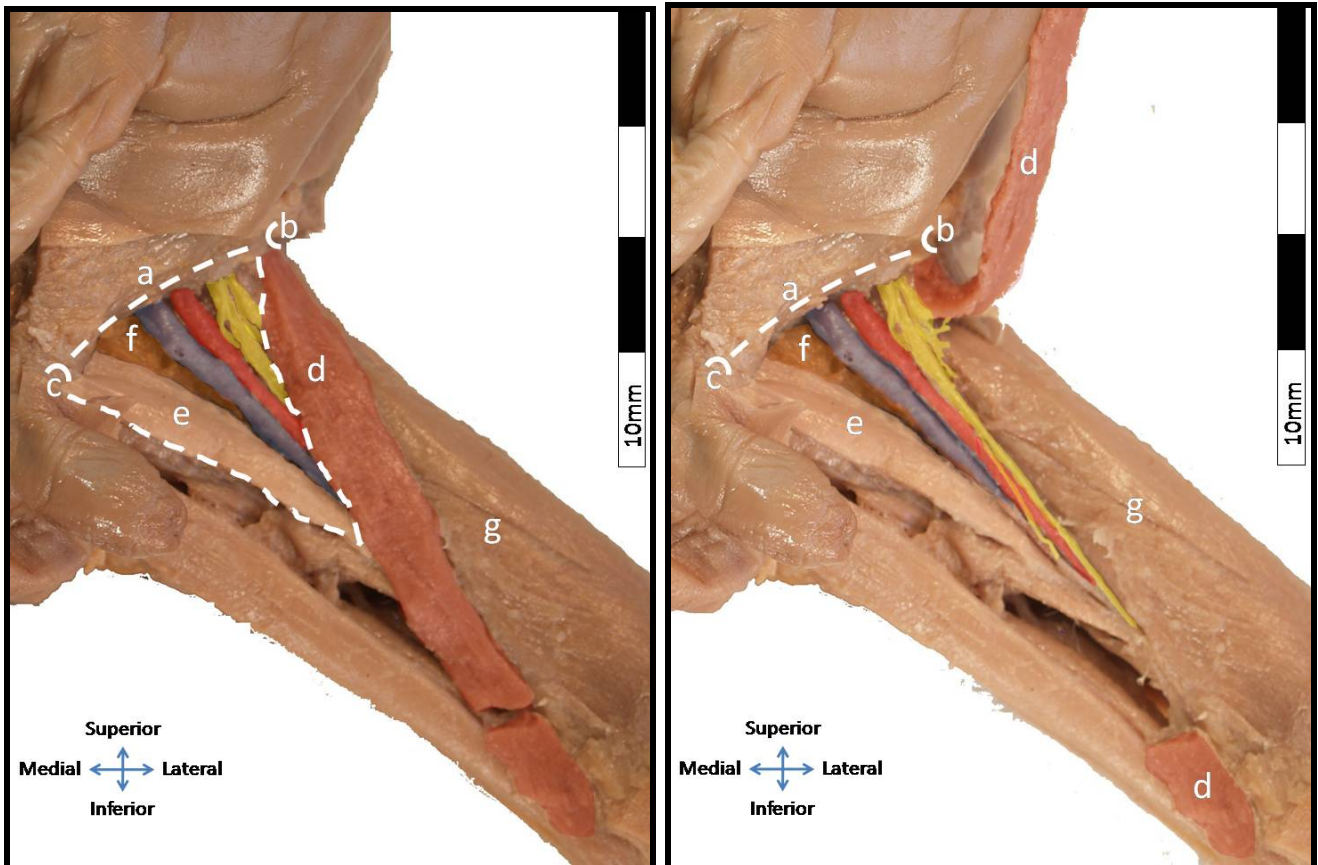 a
b
c
d
e
f
g
10mm
Superior
Medial Lateral
Inferior
a
b
c
d
e
f
g
d
10mm
Superior
Medial Lateral
Inferior